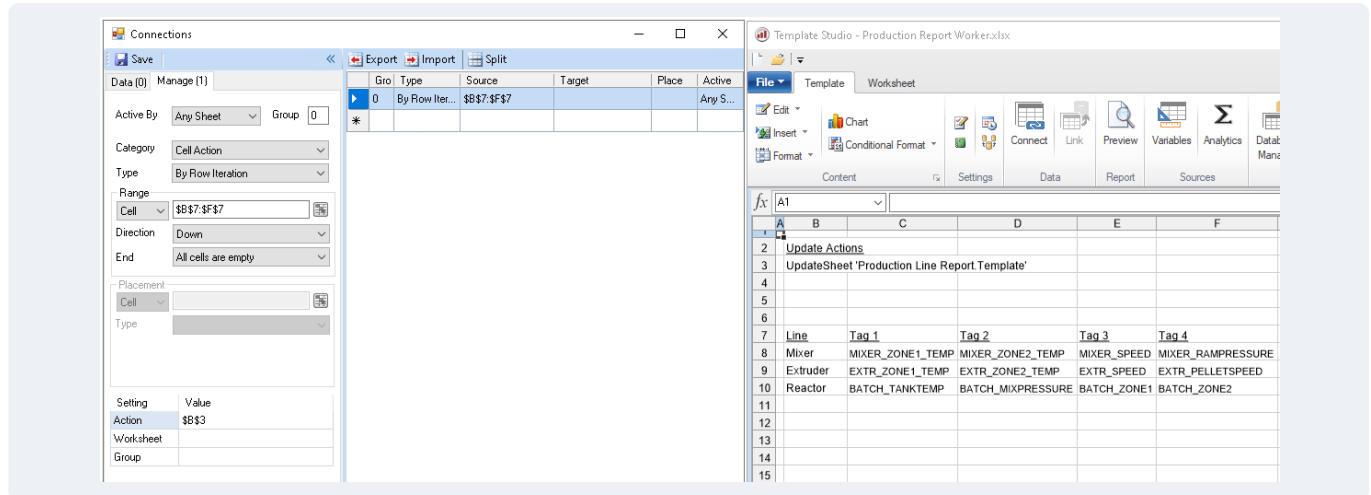 Connections
Save
Data (0) Manage (1)
Active By Any Sheet Group 0
Category Cell Action
Type By Row Iteration
Range
Cell $B$7:$F$7
Direction Down
End All cells are empty
Placement
Cell
Type
Setting Value
Action $B$3
Worksheet
Group
Export Import Split
Gro Type Source Target Place Active
0 By Row Iter... $B$7:$F$7 Any S...
Template Studio - Production Report Worker.xlsx
File Template Worksheet
Edit
Insert
Format
Chart
Conditional Format
Content
Settings
Connect Link
Data
Preview
Report
Variables Analytics
Sources
Datab
Mana
fx A1
A B C D E F
1
2 Update Actions
3 UpdateSheet 'Production Line Report.Template'
4
5
6
7 Line Tag 1 Tag 2 Tag 3 Tag 4
8 Mixer MIXER_ZONE1_TEMP MIXER_ZONE2_TEMP MIXER_SPEED MIXER_RAMPRESSURE
9 Extruder EXTR_ZONE1_TEMP EXTR_ZONE2_TEMP EXTR_SPEED EXTR_PELLETSPEED
10 Reactor BATCH_TANKTEMP BATCH_MIXPRESSURE BATCH_ZONE1 BATCH_ZONE2
11
12
13
14
15